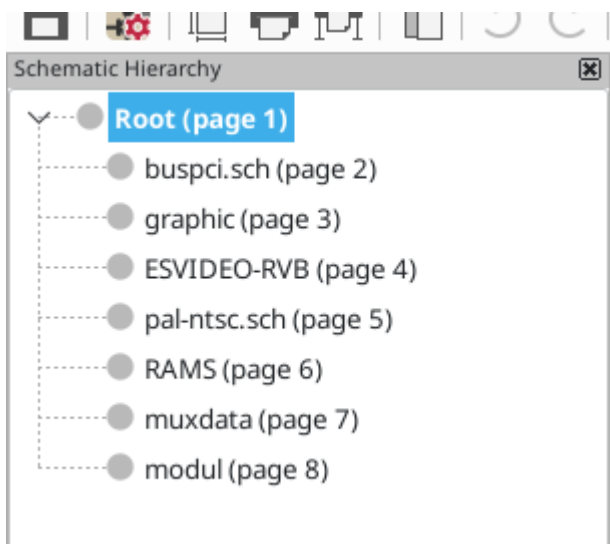 Schematic Hierarchy
Root (page 1)
buspci.sch (page 2)
graphic (page 3)
ESVIDEO-RVB (page 4)
pal-ntsc.sch (page 5)
RAMS (page 6)
muxdata (page 7)
modul (page 8)